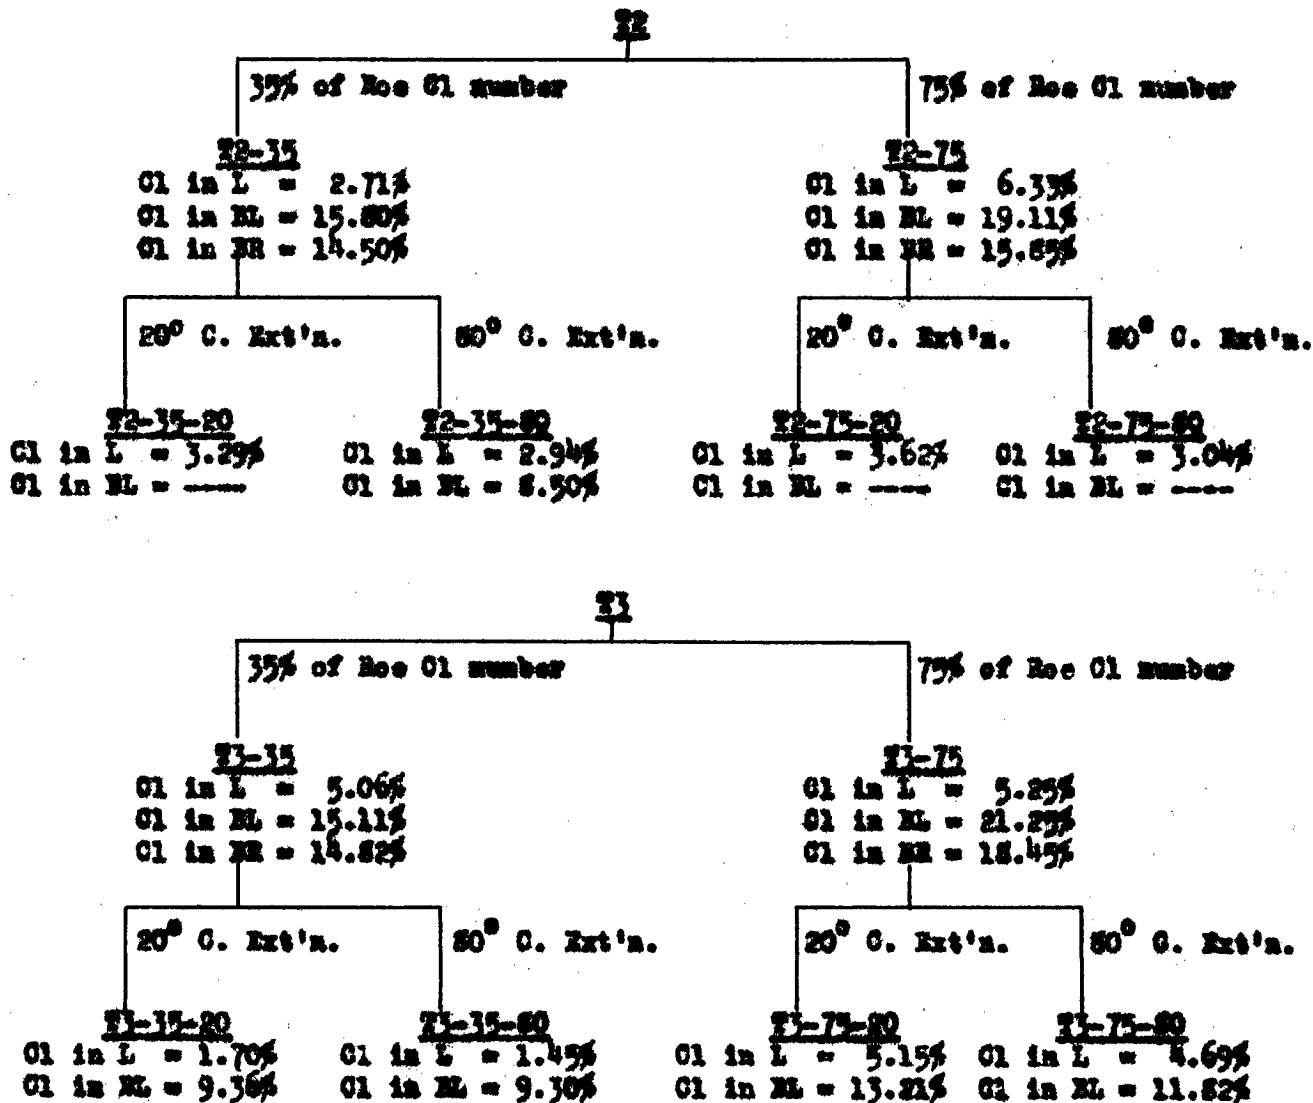 T2
35% of Roe Cl number 75% of Roe Cl number
T2-35 T2-75
Cl in L = 2.71% Cl in L = 6.33%
Cl in BL = 15.80% Cl in BL = 19.11%
Cl in BR = 14.50% Cl in BR = 15.85%
20° C. Ext'n. 80° C. Ext'n. 20° C. Ext'n. 80° C. Ext'n.
T2-35-20 T2-35-80 T2-75-20 T2-75-80
Cl in L = 3.29% Cl in L = 2.94% Cl in L = 3.62% Cl in L = 3.04%
Cl in BL = ---- Cl in BL = 8.50% Cl in BL = ---- Cl in BL = ----
T3
35% of Roe Cl number 75% of Roe Cl number
T3-35 T3-75
Cl in L = 5.06% Cl in L = 5.25%
Cl in BL = 15.11% Cl in BL = 21.25%
Cl in BR = 14.82% Cl in BR = 18.45%
20° C. Ext'n. 80° C. Ext'n. 20° C. Ext'n. 80° C. Ext'n.
T3-35-20 T3-35-80 T3-75-20 T3-75-80
Cl in L = 1.70% Cl in L = 1.45% Cl in L = 5.15% Cl in L = 4.69%
Cl in BL = 9.36% Cl in BL = 9.30% Cl in BL = 13.21% Cl in BL = 11.82%